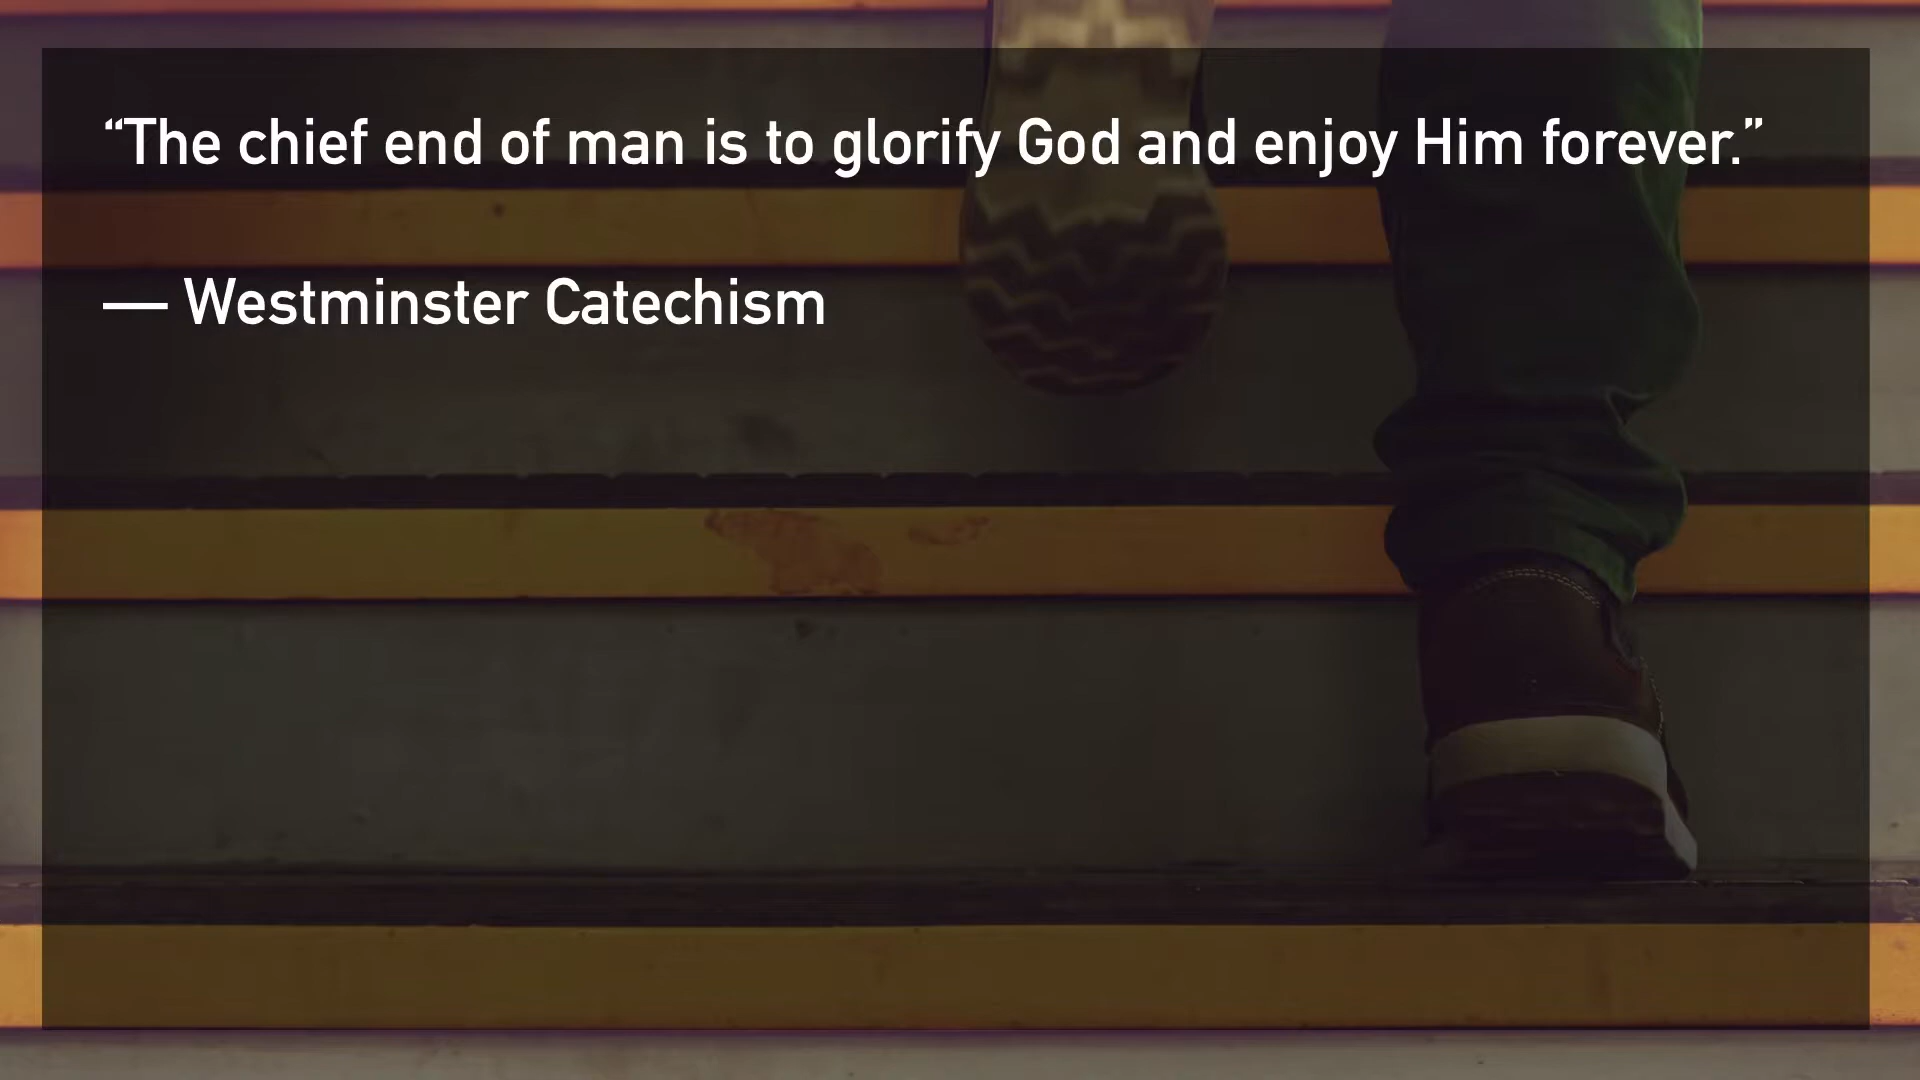 “The chief end of man is to glorify God and enjoy Him forever.”
— Westminster Catechism